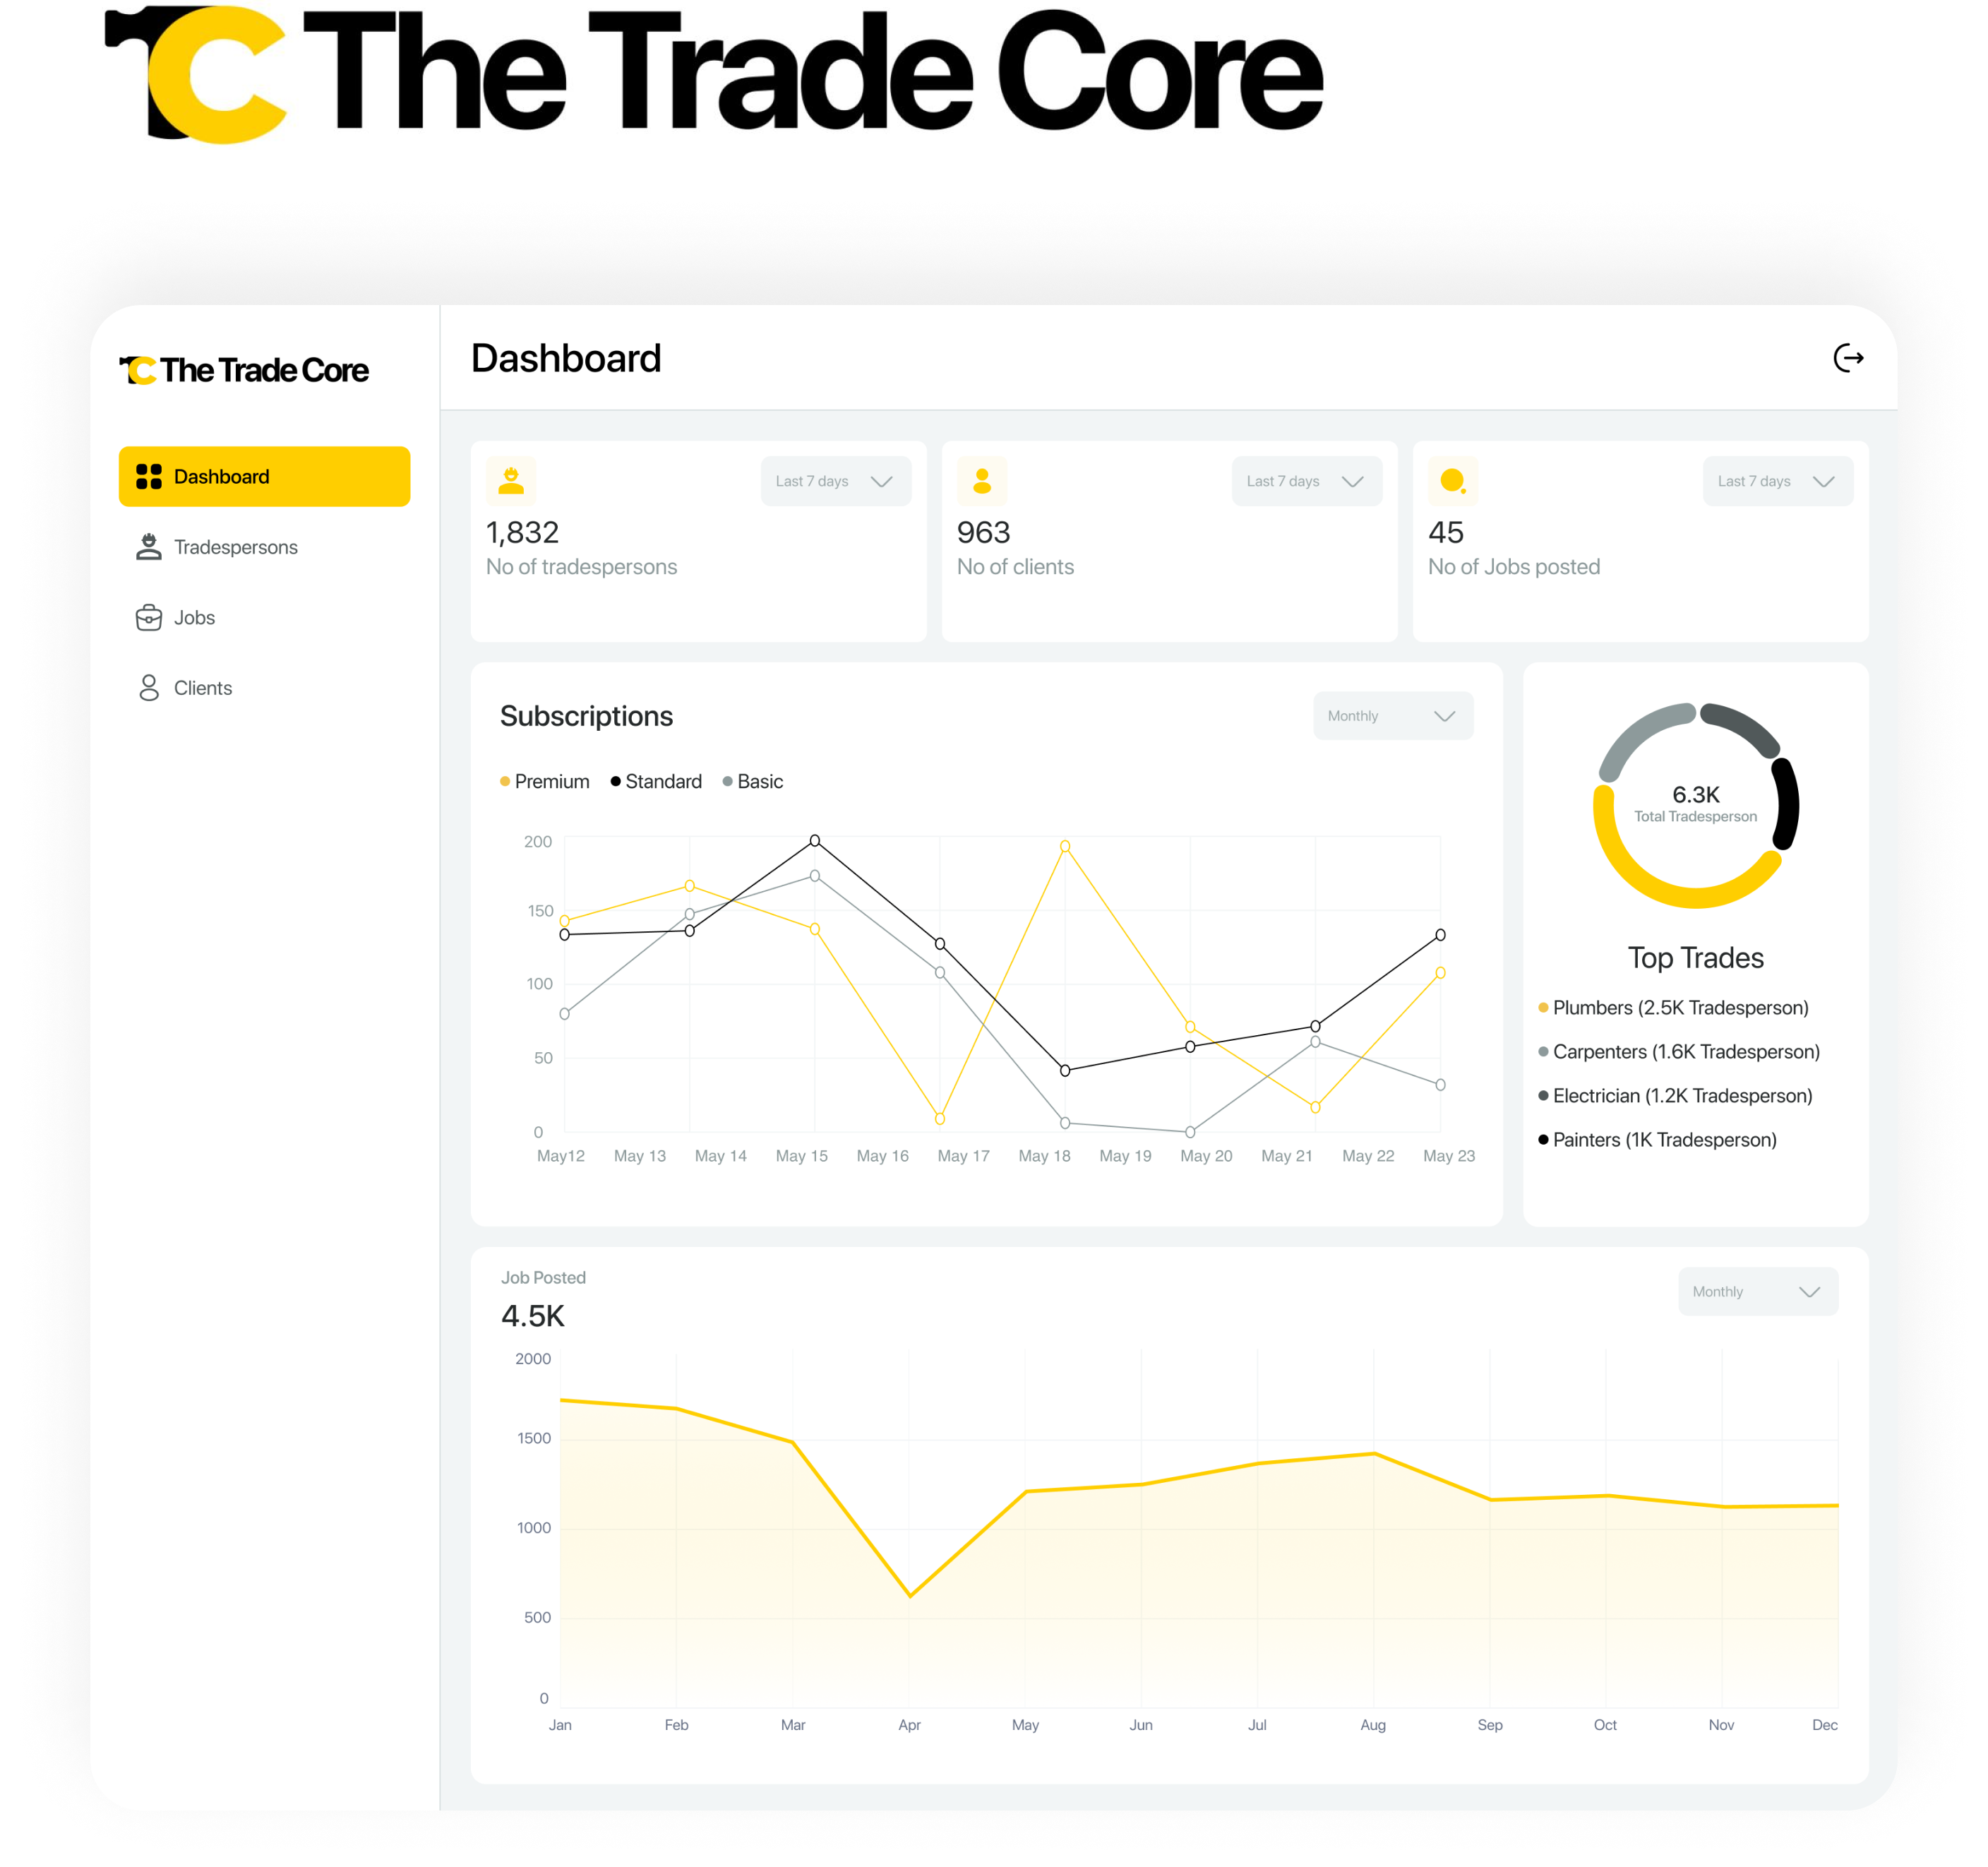 The Trade Core
The Trade Core
Dashboard
Tradespersons
Jobs
Clients
Dashboard
Last 7 days
1,832
No of tradespersons
Last 7 days
963
No of clients
Last 7 days
45
No of Jobs posted
Subscriptions
Monthly
Premium Standard Basic
200
150
100
50
0
May12 May 13 May 14 May 15 May 16 May 17 May 18 May 19 May 20 May 21 May 22 May 23
6.3K
Total Tradesperson
Top Trades
Plumbers (2.5K Tradesperson)
Carpenters (1.6K Tradesperson)
Electrician (1.2K Tradesperson)
Painters (1K Tradesperson)
Job Posted
4.5K
Monthly
2000
1500
1000
500
0
Jan Feb Mar Apr May Jun Jul Aug Sep Oct Nov Dec